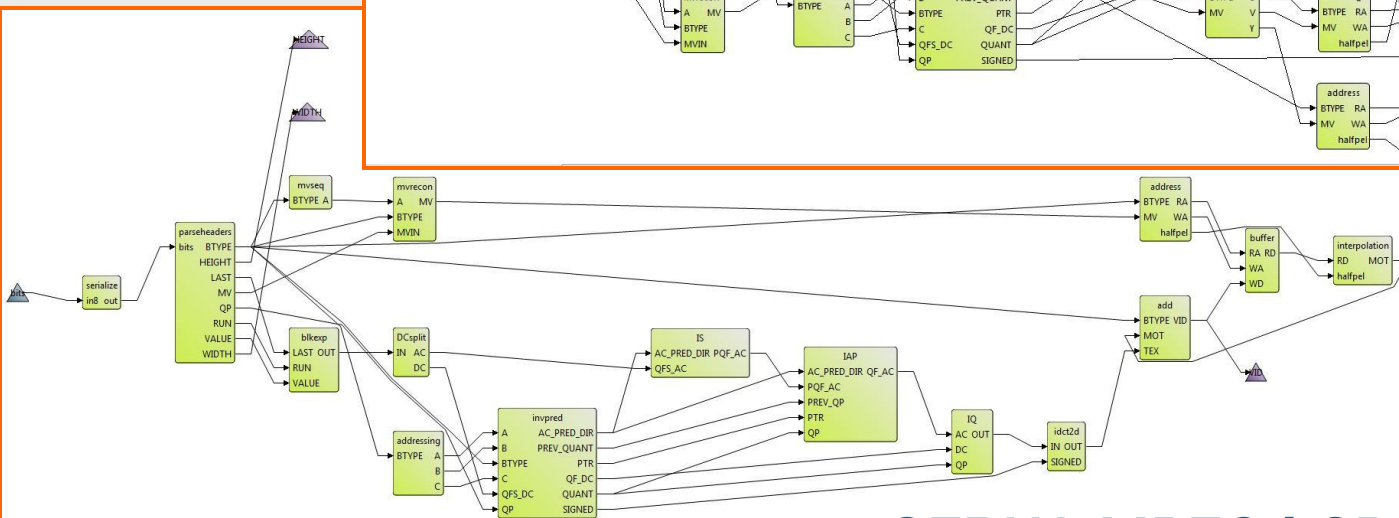 A MV
BTYPE
MVIN
BTYPE A
B
C
BTYPE PTR
C QF_DC
QFS_DC QUANT
QP SIGNED
MV V
Y
BTYPE RA
MV WA
halfpel
address
BTYPE RA
MV WA
halfpel
HEIGHT
WIDTH
bits
serialize
in8 out
parseheaders
bits BTYPE
HEIGHT
LAST
MV
QP
RUN
VALUE
WIDTH
mvseq
BTYPE A
mvrecon
A MV
BTYPE
MVIN
blkexp
LAST OUT
RUN
VALUE
DCsplit
IN AC
DC
addressing
BTYPE A
B
C
invpred
A AC_PRED_DIR
B PREV_QUANT
BTYPE PTR
C QF_DC
QFS_DC QUANT
QP SIGNED
IS
AC_PRED_DIR PQF_AC
QFS_AC
IAP
AC_PRED_DIR QF_AC
PQF_AC
PREV_QP
PTR
QP
IQ
AC OUT
DC
QP
idct2d
IN OUT
SIGNED
address
BTYPE RA
MV WA
halfpel
buffer
RA RD
WA
WD
interpolation
RD MOT
halfpel
add
BTYPE VID
MOT
TEX
VID